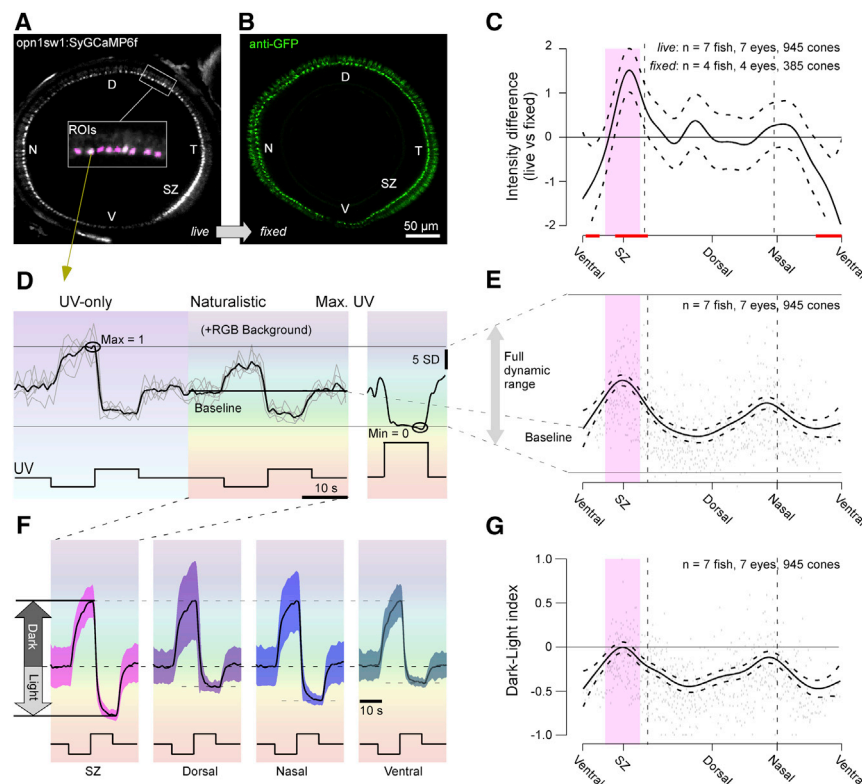 A
opn1sw1:SyGCaMP6f
D
ROIs
N
T
SZ
V
live
B
anti-GFP
D
N
T
SZ
V
fixed
50 µm
C
live: n = 7 fish, 7 eyes, 945 cones
fixed: n = 4 fish, 4 eyes, 385 cones
Intensity difference
(live vs fixed)
2
1
0
-1
-2
Ventral
SZ
Dorsal
Nasal
Ventral
D
UV-only
Naturalistic
Max. UV
(+RGB Background)
Max = 1
5 SD
Baseline
Min = 0
UV
10 s
E
n = 7 fish, 7 eyes, 945 cones
Full
dynamic
range
Baseline
Ventral
SZ
Dorsal
Nasal
Ventral
F
Dark
Light
10 s
SZ
Dorsal
Nasal
Ventral
G
n = 7 fish, 7 eyes, 945 cones
Dark-Light index
1.0
0.5
0
-0.5
-1.0
Ventral
SZ
Dorsal
Nasal
Ventral